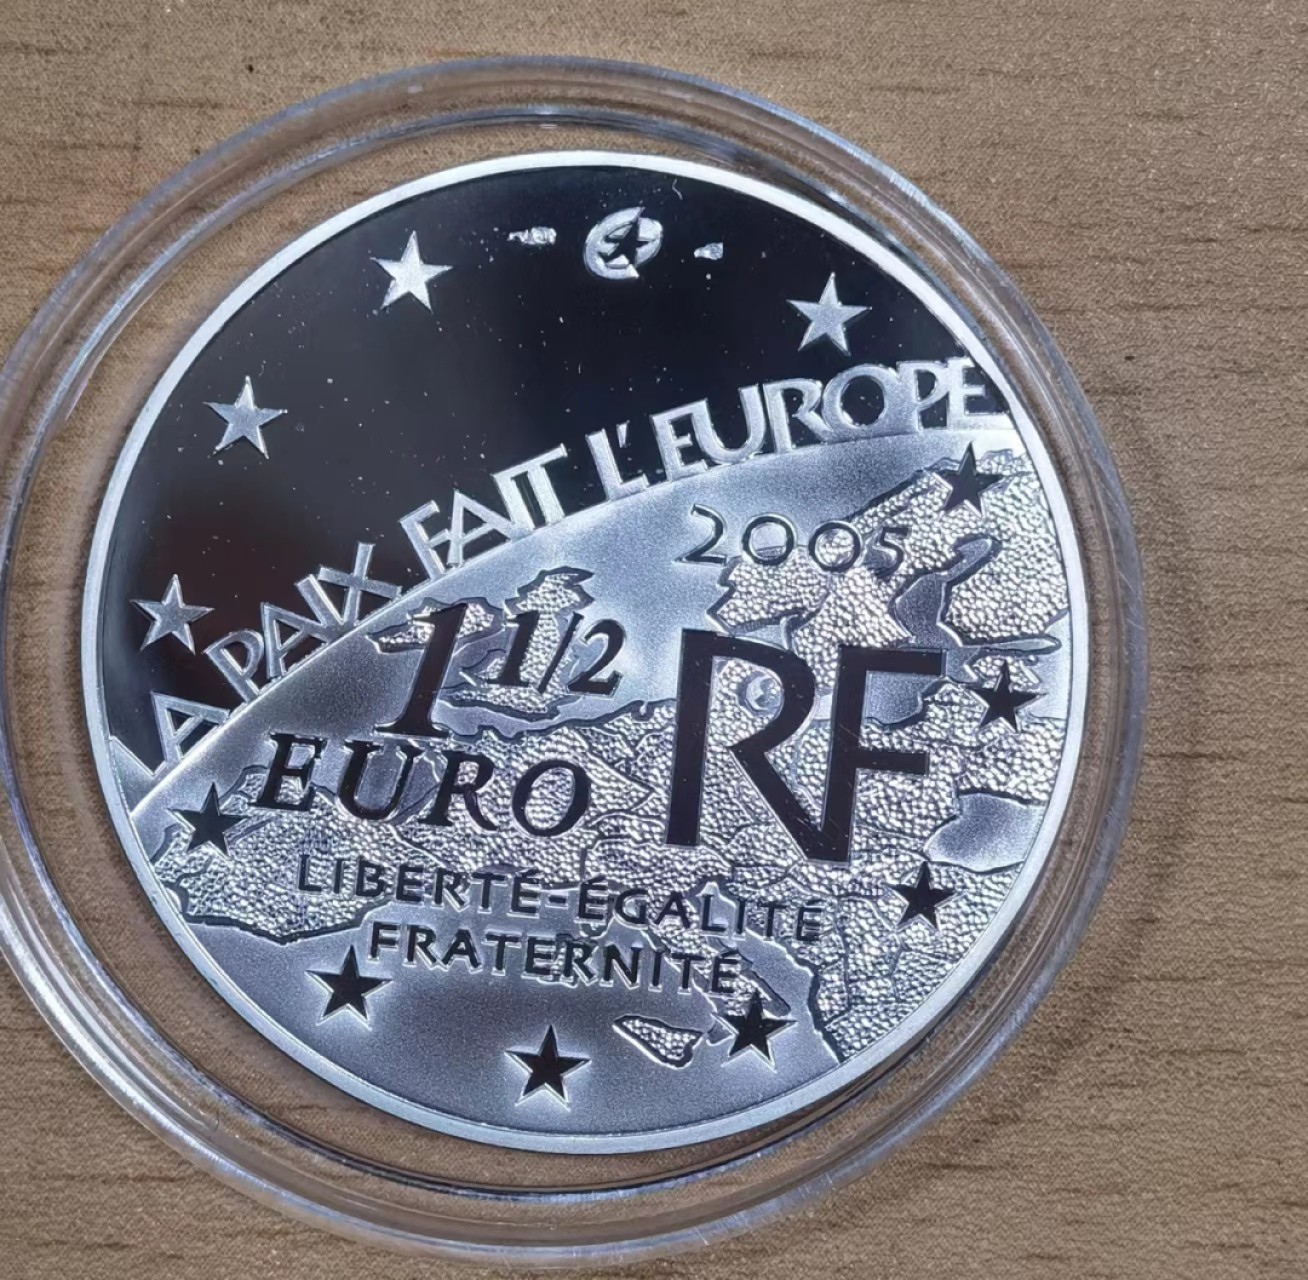 LA PAIX FAIT L'EUROPE
2005
1 1/2
EURO
RF
LIBERTÉ-ÉGALITÉ
FRATERNITÉ